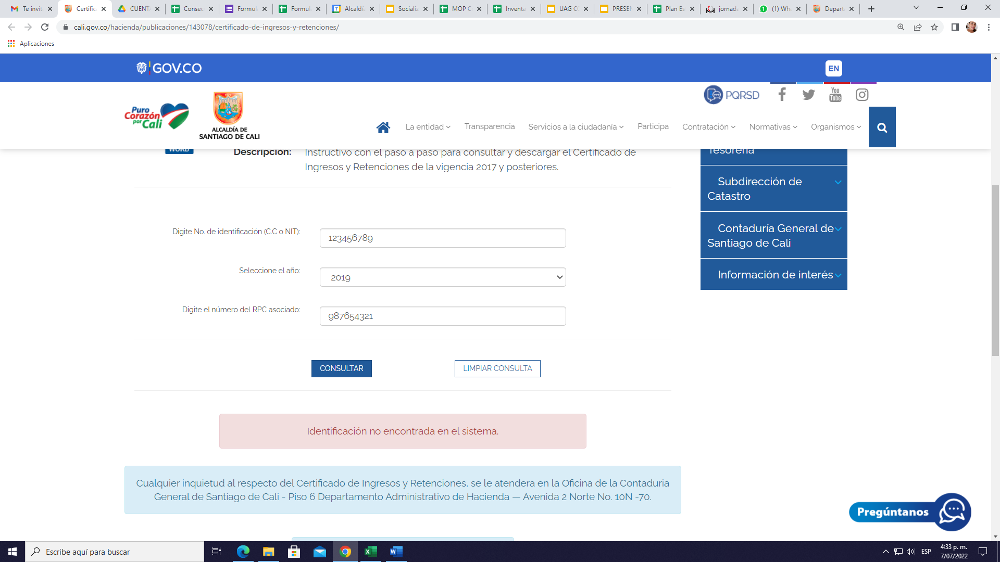 Te invit
Certific
CUENT
Consec
Formul
Formul
Alcaldí
Socializ
MOP C
Inventa
UAG CO
PRESEN
Plan Es
jornada
(1) Wh
Depart
cali.gov.co/hacienda/publicaciones/143078/certificado-de-ingresos-y-retenciones/
Aplicaciones
GOV.CO
EN
Puro
Corazón
por Cali
ALCALDÍA DE
SANTIAGO DE CALI
PQRSD
You
Tube
La entidad
Transparencia
Servicios a la ciudadanía
Participa
Contratación
Normativas
Organismos
WORD
Descripción:
Instructivo con el paso a paso para consultar y descargar el Certificado de
Ingresos y Retenciones de la vigencia 2017 y posteriores.
Tesorería
Subdirección de
Catastro
Contaduría General de
Santiago de Cali
Información de interés
Digite No. de identificación (C.C o NIT):
123456789
Seleccione el año:
2019
Digite el número del RPC asociado:
987654321
CONSULTAR
LIMPIAR CONSULTA
Identificación no encontrada en el sistema.
Cualquier inquietud al respecto del Certificado de Ingresos y Retenciones, se le atendera en la Oficina de la Contaduria
General de Santiago de Cali - Piso 6 Departamento Administrativo de Hacienda — Avenida 2 Norte No. 10N -70.
Pregúntanos
Escribe aquí para buscar
ESP
4:33 p. m.
7/07/2022